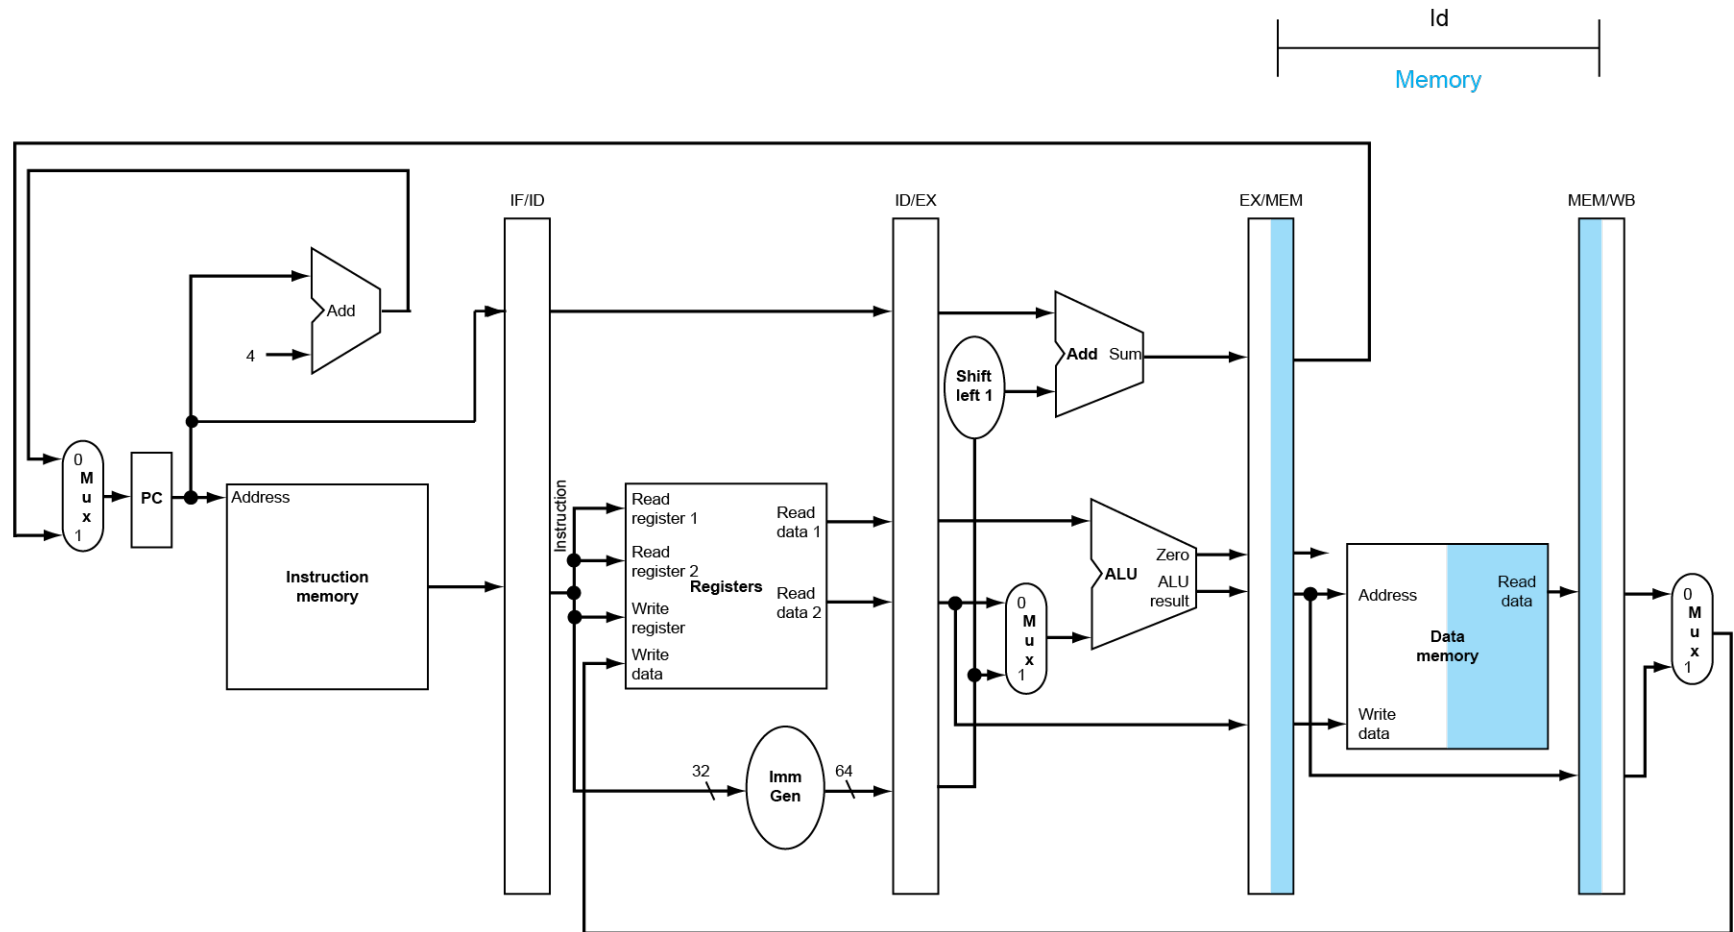 ld
Memory
IF/ID
ID/EX
EX/MEM
MEM/WB
Add
4
Add Sum
Shift
left 1
0
M
u
x
1
PC
Address
Instruction
memory
Instruction
Read
register 1
Read
register 2
Write
register
Write
data
Registers
Read
data 1
Read
data 2
32
Imm
Gen
64
0
M
u
x
1
ALU
Zero
ALU
result
Address
Write
data
Data
memory
Read
data
0
M
u
x
1